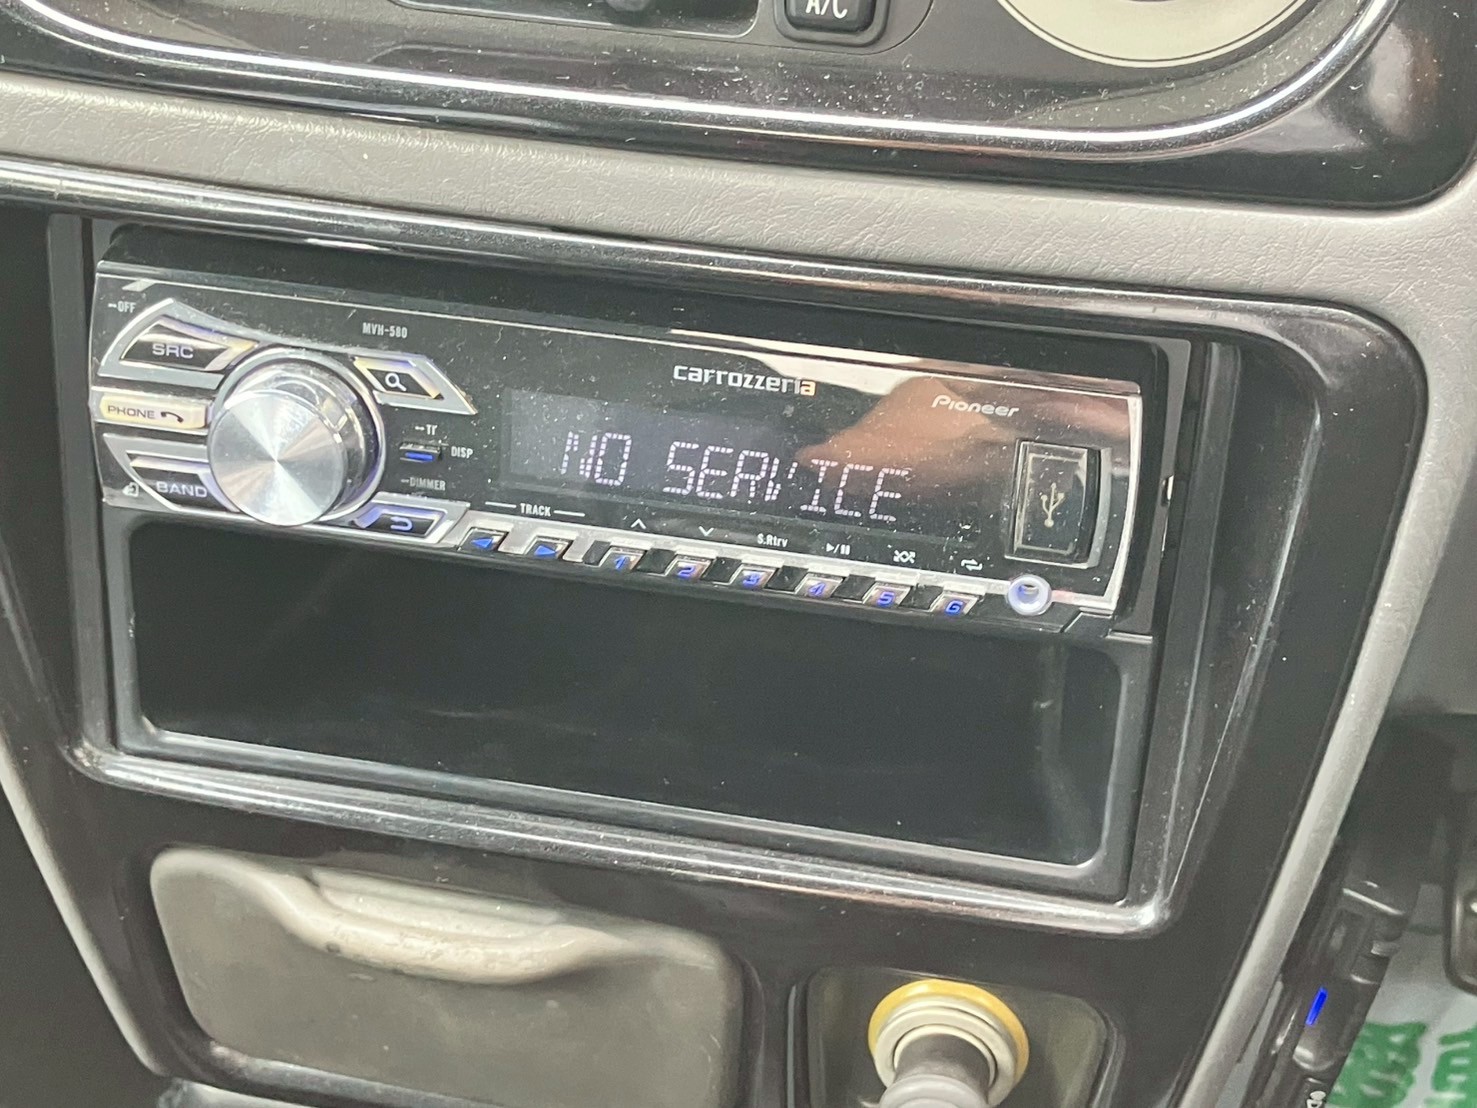 A/C
OFF
MVH-580
SRC
carrozzeria
Pioneer
PHONE
TI
DISP
NO SERVICE
BAND
DIMMER
TRACK
S.Rtrv
1 2 3 4 5 6